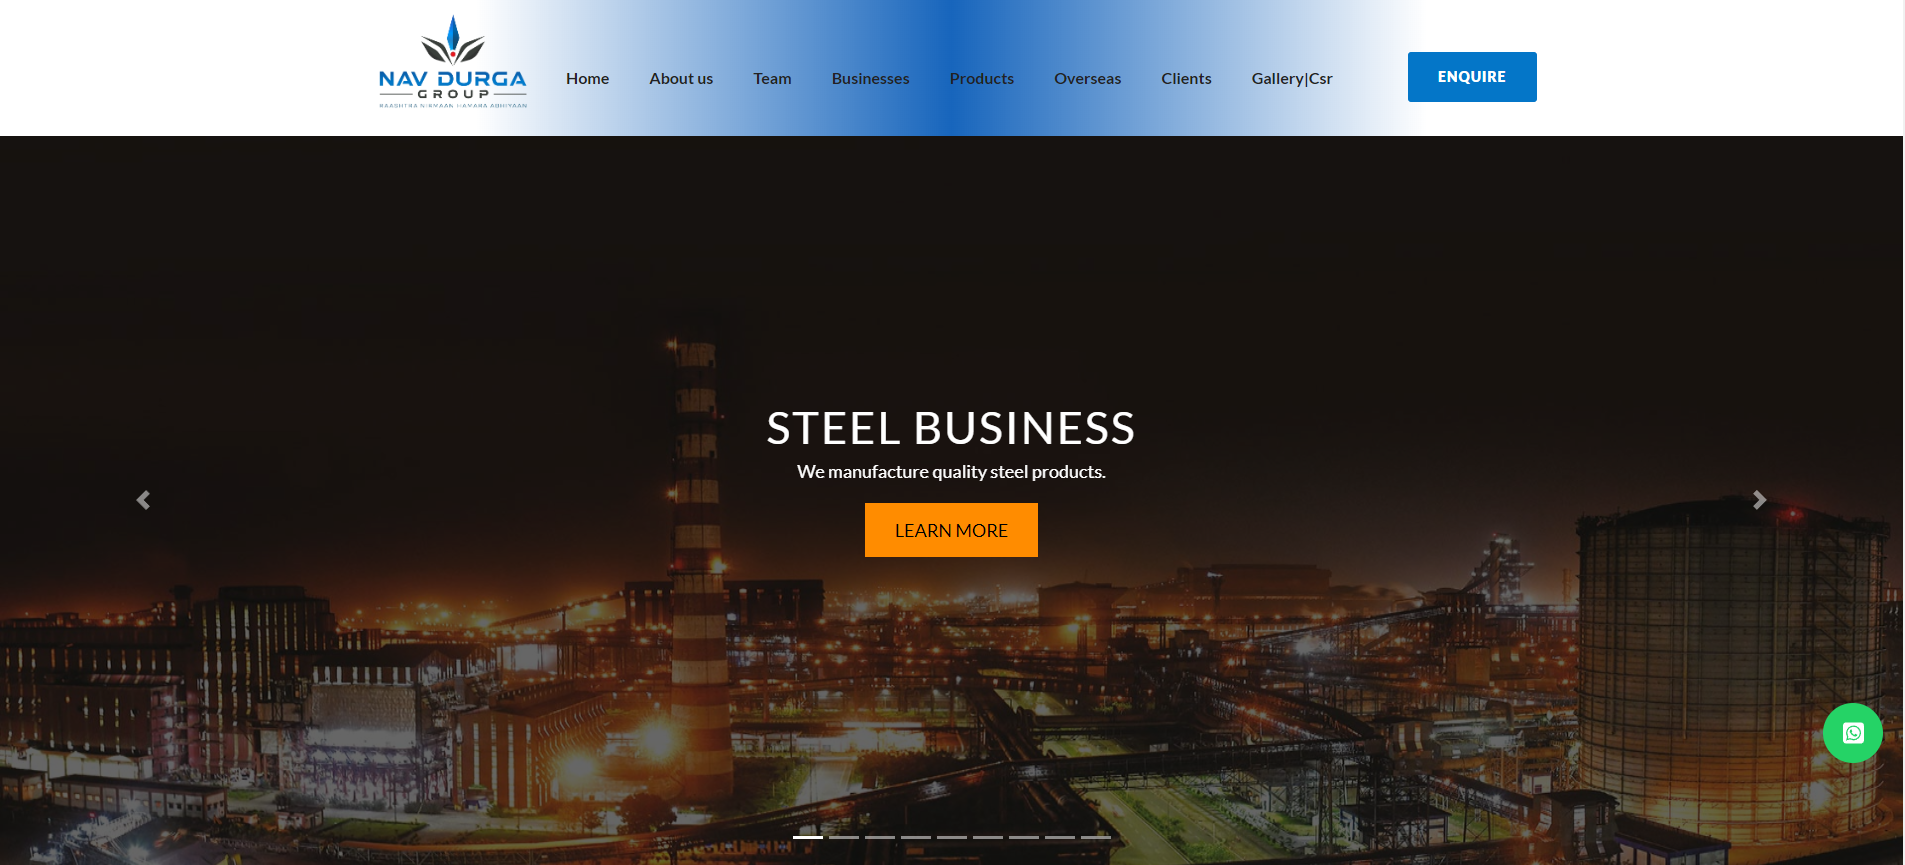 NAV DURGA
GROUP
RAASHTRA NIRMAAN HAMARA ABHIYAAN
Home
About us
Team
Businesses
Products
Overseas
Clients
Gallery|Csr
ENQUIRE
STEEL BUSINESS
We manufacture quality steel products.
LEARN MORE